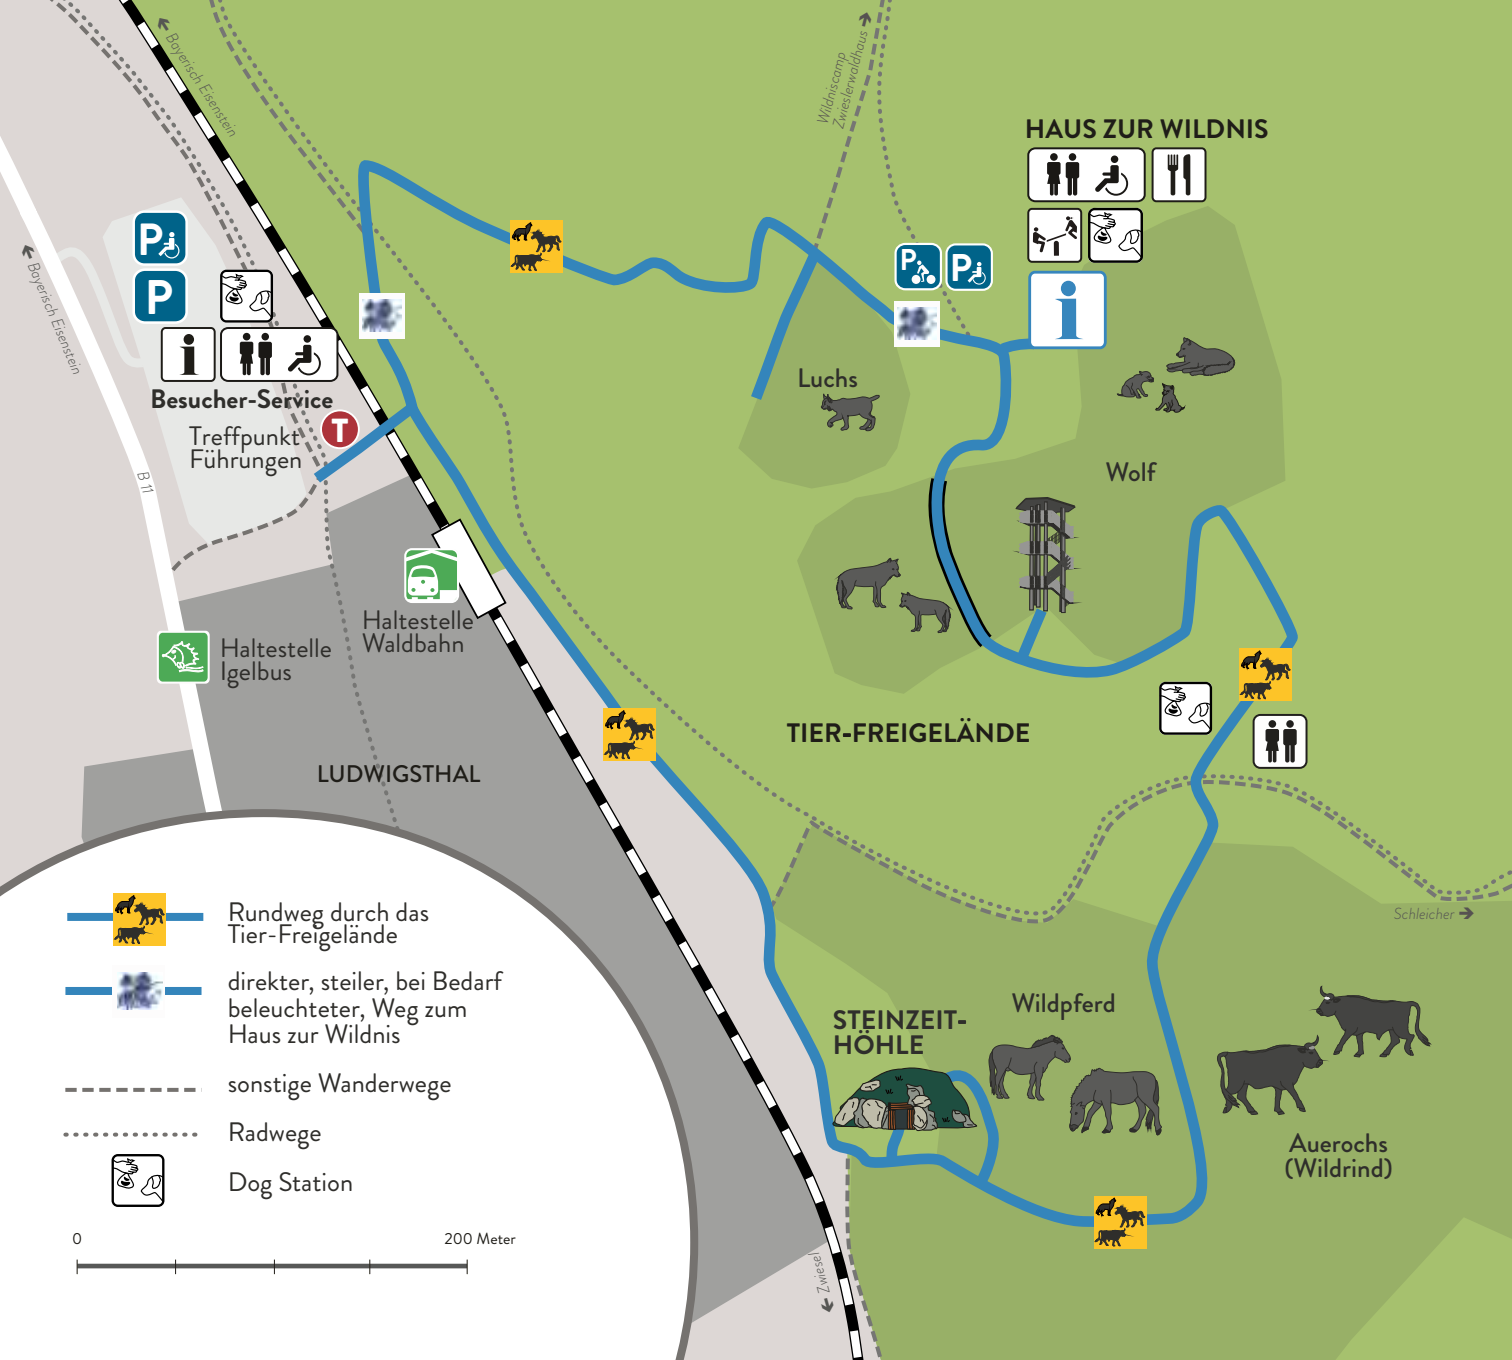 Bayerisch Eisenstein
Wildniscamp
Zwieslerwaldhaus
HAUS ZUR WILDNIS
P
P
P
P
i
i
Bayerisch Eisenstein
Besucher-Service
Treffpunkt
Führungen
T
Luchs
Wolf
B 11
Haltestelle
Waldbahn
Haltestelle
Igelbus
TIER-FREIGELÄNDE
LUDWIGSTHAL
Schleicher
Rundweg durch das
Tier-Freigelände
direkter, steiler, bei Bedarf
beleuchteter, Weg zum
Haus zur Wildnis
sonstige Wanderwege
Radwege
Dog Station
0
200 Meter
STEINZEIT-
HÖHLE
Wildpferd
Auerochs
(Wildrind)
Zwiesel